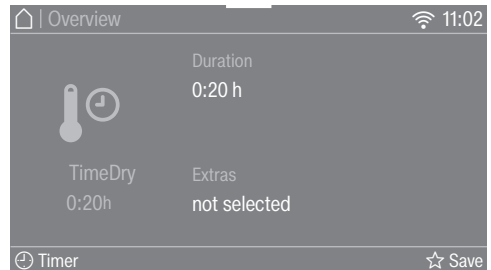 | Overview 11:02
Duration
0:20 h
TimeDry
0:20h
Extras
not selected
Timer Save